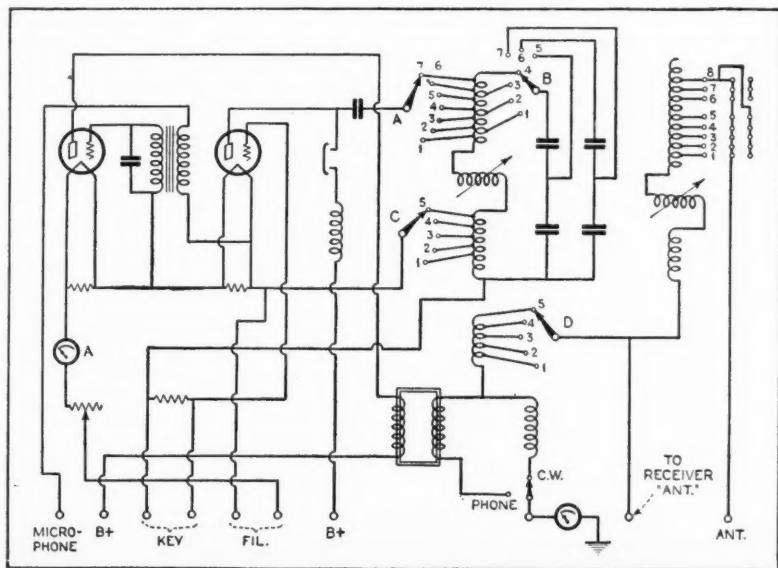 7 6 5 4 3 2 1
A
7 6 5 4 3 2 1
B
8 7 6 5 4 3 2 1
C
5 4 3 2 1
D
5 4 3 2 1
A
C.W.
PHONE
TO
RECEIVER
"ANT."
MICRO-
PHONE
B+
KEY
FIL.
B+
ANT.